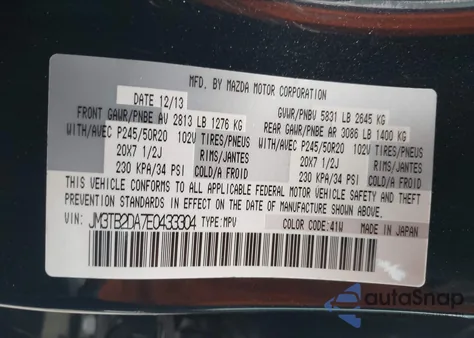 MFD. BY MAZDA MOTOR CORPORATION
DATE 12/13 GVWR/PNBV 5831 LB 2645 KG
FRONT GAWR/PNBE AV 2813 LB 1276 KG REAR GAWR/PNBE AR 3086 LB 1400 KG
WITH/AVEC P245/50R20 102V TIRES/PNEUS WITH/AVEC P245/50R20 102V TIRES/PNEUS
20X7 1/2J RIMS/JANTES 20X7 1/2J RIMS/JANTES
230 KPA/34 PSI 230 KPA/34 PSI
THIS VEHICLE CONFORMS TO ALL APPLICABLE FEDERAL MOTOR VEHICLE SAFETY AND THEFT
PREVENTION STANDARDS IN EFFECT ON THE DATE OF MANUFACTURE SHOWN ABOVE.
VIN: JM3TB2DA7E0433304 TYPE: MPV COLOR CODE: 41W MADE IN JAPAN
autoSnap